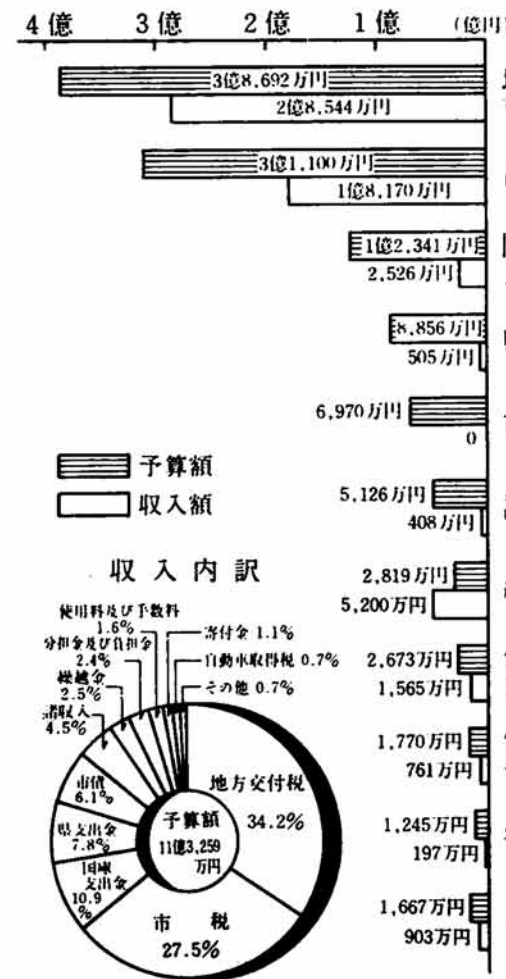 4億 3億 2億 1億 (億円)
3億8,692万円
2億8,544万円
3億1,100万円
1億8,170万円
1億2,341万円
2,526万円
8,856万円
505万円
6,970万円
0
予算額
収入額
5,126万円
408万円
2,819万円
5,200万円
2,673万円
1,565万円
1,770万円
761万円
1,245万円
197万円
1,667万円
903万円
収入内訳
使用料及び手数料
1.6%
分担金及び負担金
2.4%
繰越金
2.5%
諸収入
4.5%
市債
6.1%
県支出金
7.8%
国庫
支出金
10.9
%
市税
27.5%
地方交付税
34.2%
寄付金 1.1%
自動車取得税 0.7%
その他 0.7%
予算額
11億3,259
万円